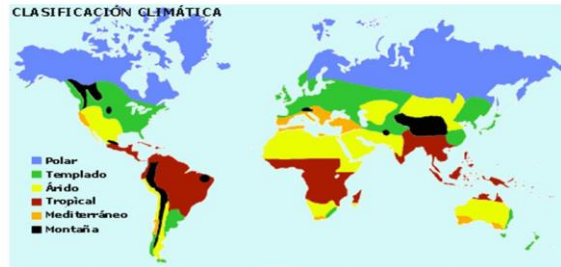 CLASIFICACIÓN CLIMÁTICA
Polar
Templado
Árido
Tropical
Mediterráneo
Montaña